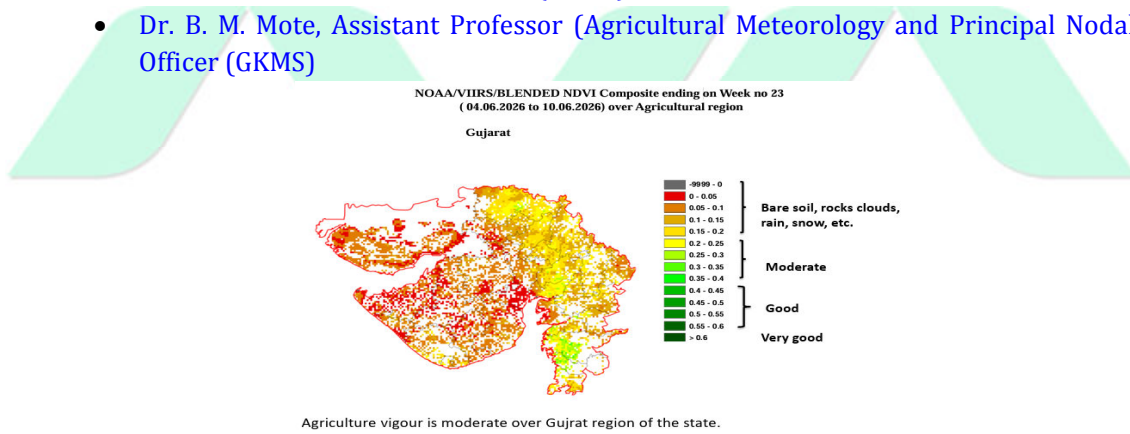 • Dr. B. M. Mote, Assistant Professor (Agricultural Meteorology and Principal Nodal
Officer (GKMS)
NOAA/VIIRS/BLENDED NDVI Composite ending on Week no 23
( 04.06.2026 to 10.06.2026) over Agricultural region
Gujarat
-9999 - 0
0 - 0.05
0.05 - 0.1
0.1 - 0.15
0.15 - 0.2
0.2 - 0.25
0.25 - 0.3
0.3 - 0.35
0.35 - 0.4
0.4 - 0.45
0.45 - 0.5
0.5 - 0.55
0.55 - 0.6
> 0.6
Bare soil, rocks clouds,
rain, snow, etc.
Moderate
Good
Very good
Agriculture vigour is moderate over Gujrat region of the state.